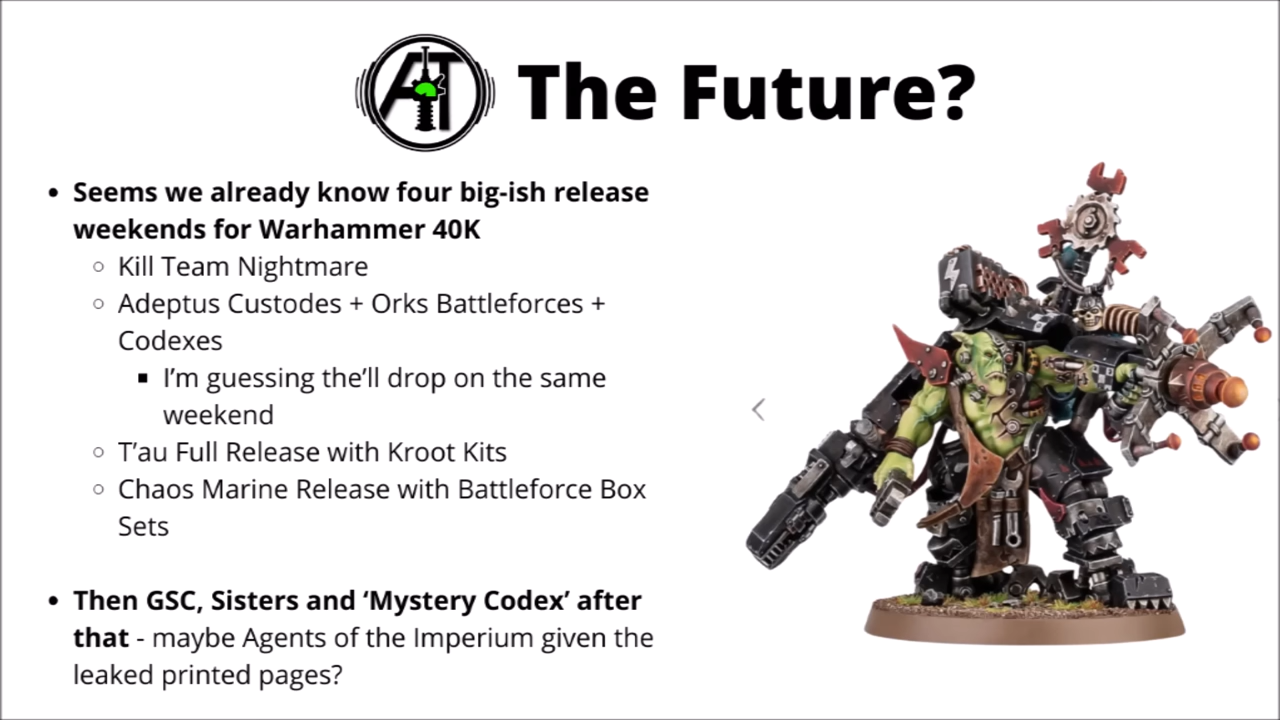 AT The Future?
• Seems we already know four big-ish release
weekends for Warhammer 40K
○ Kill Team Nightmare
○ Adeptus Custodes + Orks Battleforces +
Codexes
■ I'm guessing the'll drop on the same
weekend
○ T'au Full Release with Kroot Kits
○ Chaos Marine Release with Battleforce Box
Sets
• Then GSC, Sisters and ‘Mystery Codex’ after
that - maybe Agents of the Imperium given the
leaked printed pages?